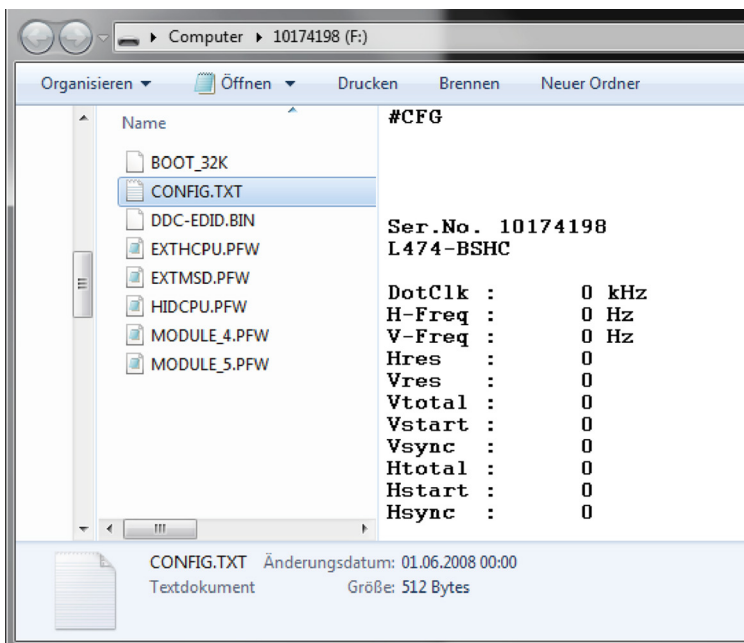 Computer 10174198 (F:)
Organisieren Öffnen Drucken Brennen Neuer Ordner
Name
BOOT_32K
CONFIG.TXT
DDC-EDID.BIN
EXTHCPU.PFW
EXTMSD.PFW
HIDCPU.PFW
MODULE_4.PFW
MODULE_5.PFW
#CFG
Ser.No. 10174198
L474-BSHC
DotClk : 0 kHz
H-Freq : 0 Hz
V-Freq : 0 Hz
Hres : 0
Vres : 0
Vtotal : 0
Vstart : 0
Vsync : 0
Htotal : 0
Hstart : 0
Hsync : 0
CONFIG.TXT Änderungsdatum: 01.06.2008 00:00
Textdokument Größe: 512 Bytes